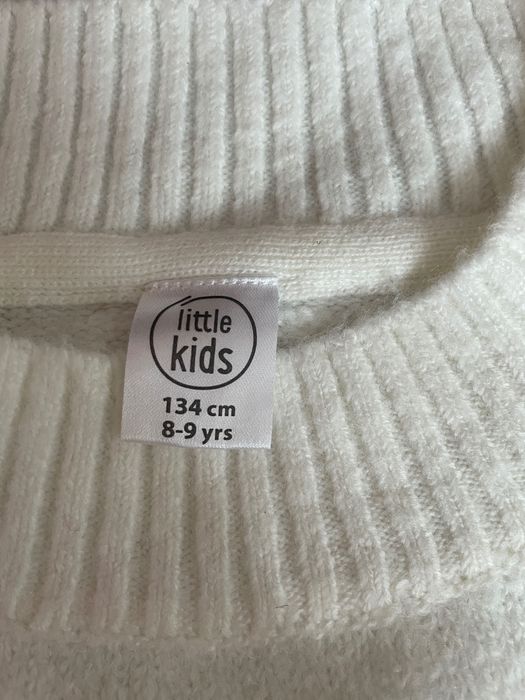 little
kids
134 cm
8-9 yrs